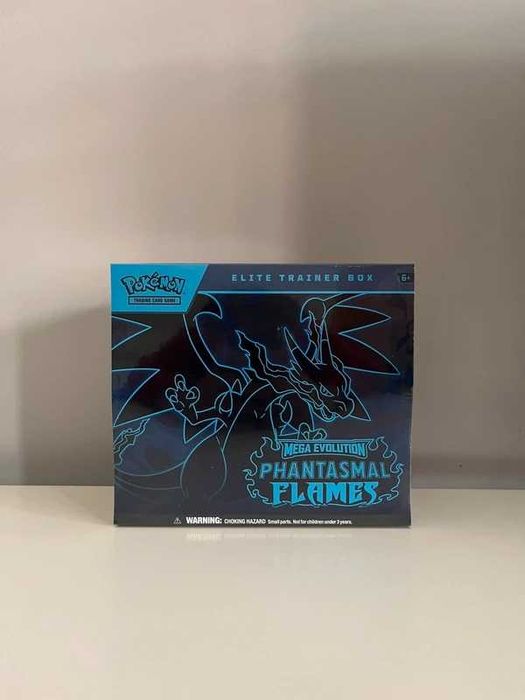 POKÉMON
TRADING CARD GAME
ELITE TRAINER BOX
6+
MEGA EVOLUTION
PHANTASMAL
FLAMES
⚠ WARNING: CHOKING HAZARD Small parts. Not for children under 3 years.